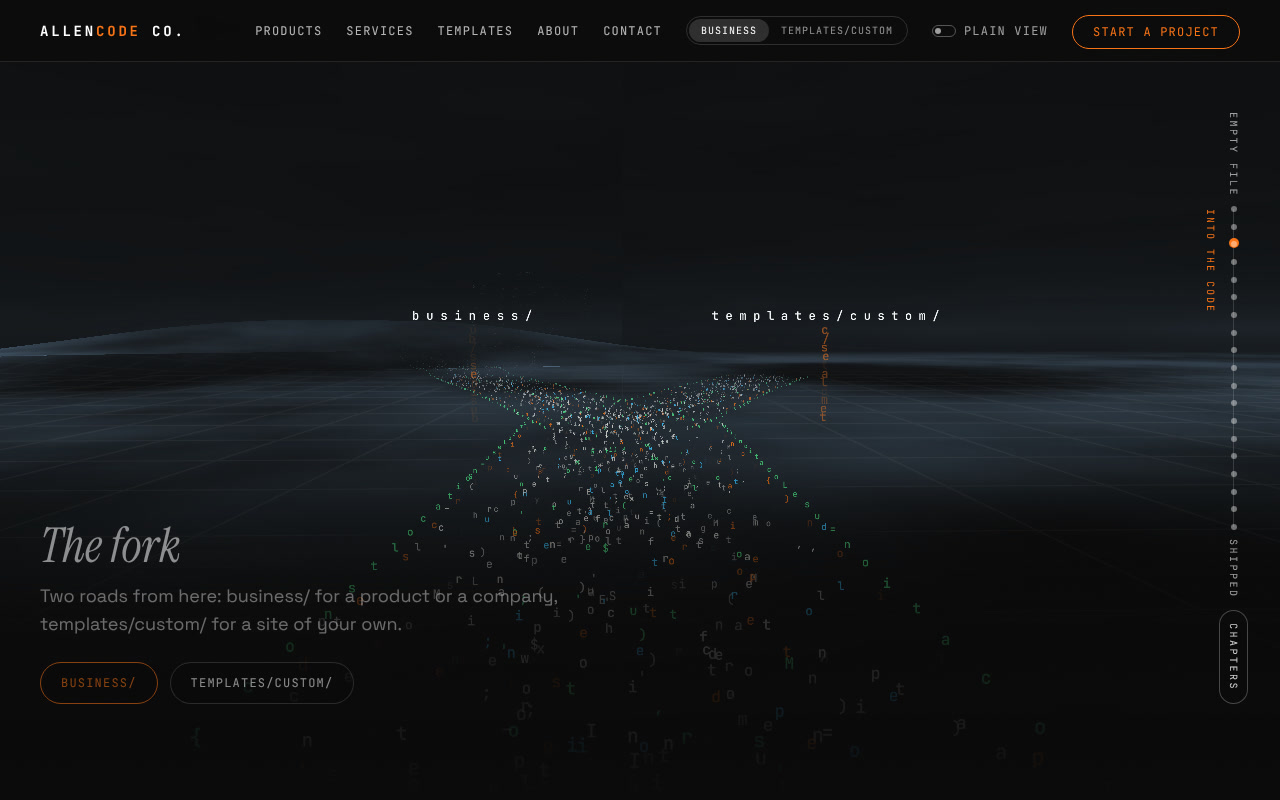 ALLENCODE CO.
PRODUCTS SERVICES TEMPLATES ABOUT CONTACT BUSINESS TEMPLATES/CUSTOM PLAIN VIEW START A PROJECT
EMPTY FILE
INTO THE CODE
business/ templates/custom/
The fork
Two roads from here: business/ for a product or a company,
templates/custom/ for a site of your own.
BUSINESS/ TEMPLATES/CUSTOM/
SHIPPED
CHAPTERS